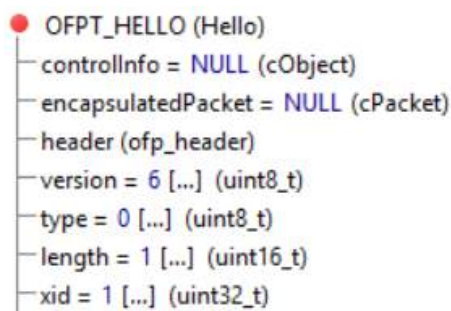 OFPT_HELLO (Hello)
controlInfo = NULL (cObject)
encapsulatedPacket = NULL (cPacket)
header (ofp_header)
version = 6 [...] (uint8_t)
type = 0 [...] (uint8_t)
length = 1 [...] (uint16_t)
xid = 1 [...] (uint32_t)